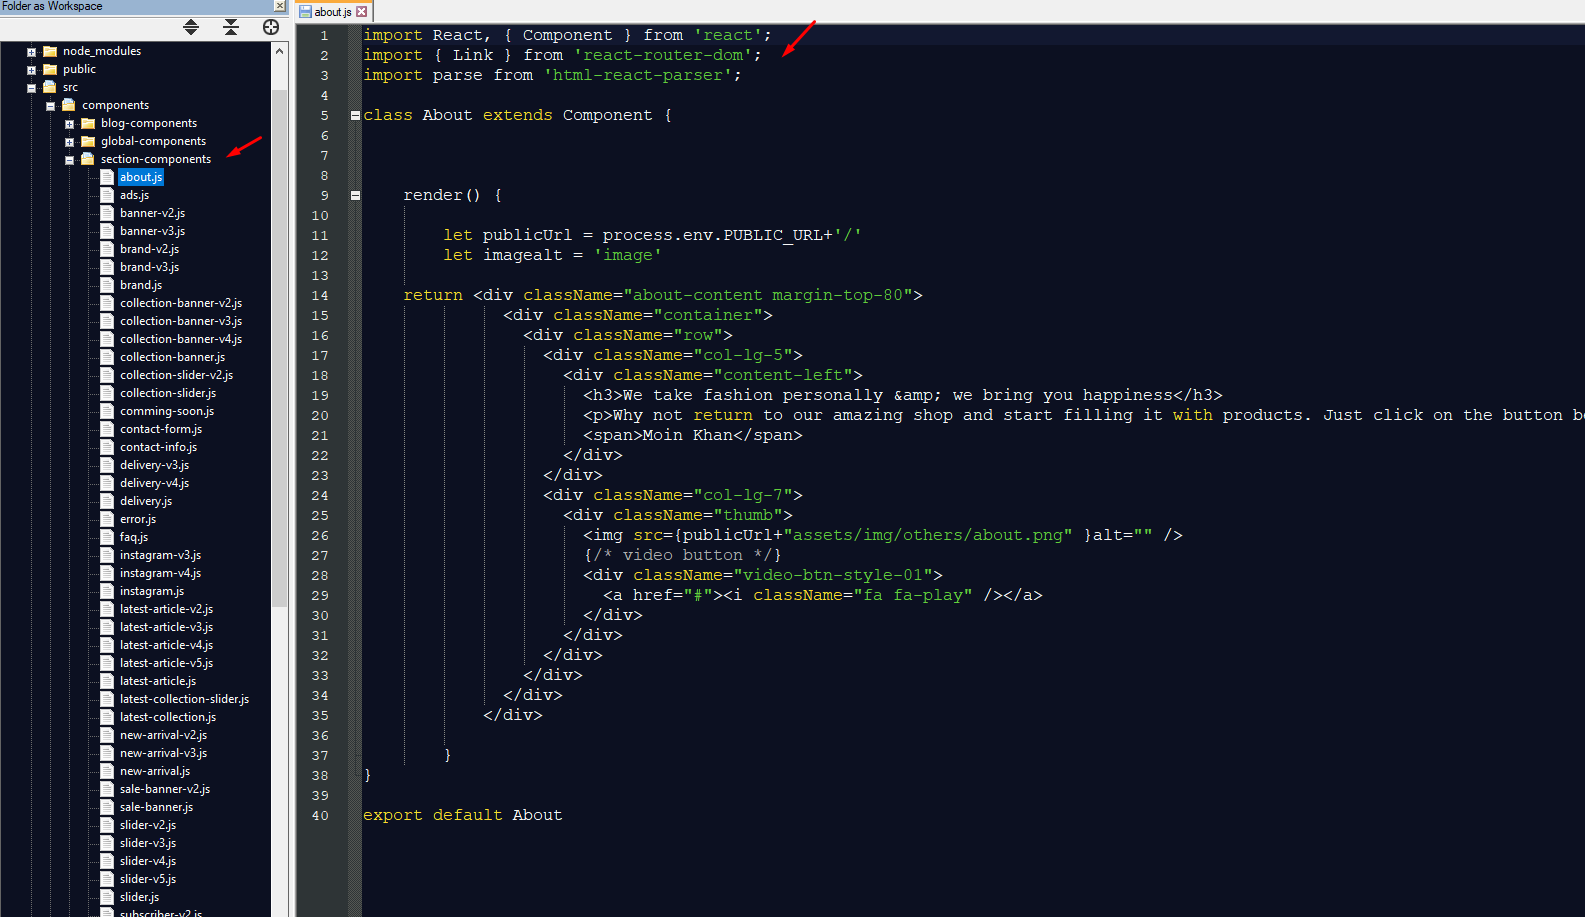 Folder as Workspace
node_modules
public
src
components
blog-components
global-components
section-components
about.js
ads.js
banner-v2.js
banner-v3.js
brand-v2.js
brand-v3.js
brand.js
collection-banner-v2.js
collection-banner-v3.js
collection-banner-v4.js
collection-banner.js
collection-slider-v2.js
collection-slider.js
comming-soon.js
contact-form.js
contact-info.js
delivery-v3.js
delivery-v4.js
delivery.js
error.js
faq.js
instagram-v3.js
instagram-v4.js
instagram.js
latest-article-v2.js
latest-article-v3.js
latest-article-v4.js
latest-article-v5.js
latest-article.js
latest-collection-slider.js
latest-collection.js
new-arrival-v2.js
new-arrival-v3.js
new-arrival.js
sale-banner-v2.js
sale-banner.js
slider-v2.js
slider-v3.js
slider-v4.js
slider-v5.js
slider.js
subscriber-v2.js
about.js
1 import React, { Component } from 'react';
2 import { Link } from 'react-router-dom';
3 import parse from 'html-react-parser';
4
5 class About extends Component {
6
7
8
9 render() {
10
11 let publicUrl = process.env.PUBLIC_URL+'/'
12 let imagealt = 'image'
13
14 return <div className="about-content margin-top-80">
15 <div className="container">
16 <div className="row">
17 <div className="col-lg-5">
18 <div className="content-left">
19 <h3>We take fashion personally &amp; we bring you happiness</h3>
20 <p>Why not return to our amazing shop and start filling it with products. Just click on the button
21 <span>Moin Khan</span>
22 </div>
23 </div>
24 <div className="col-lg-7">
25 <div className="thumb">
26 <img src={publicUrl+"assets/img/others/about.png" }alt="" />
27 {/* video button */}
28 <div className="video-btn-style-01">
29 <a href="#"><i className="fa fa-play" /></a>
30 </div>
31 </div>
32 </div>
33 </div>
34 </div>
35 </div>
36
37 }
38 }
39
40 export default About